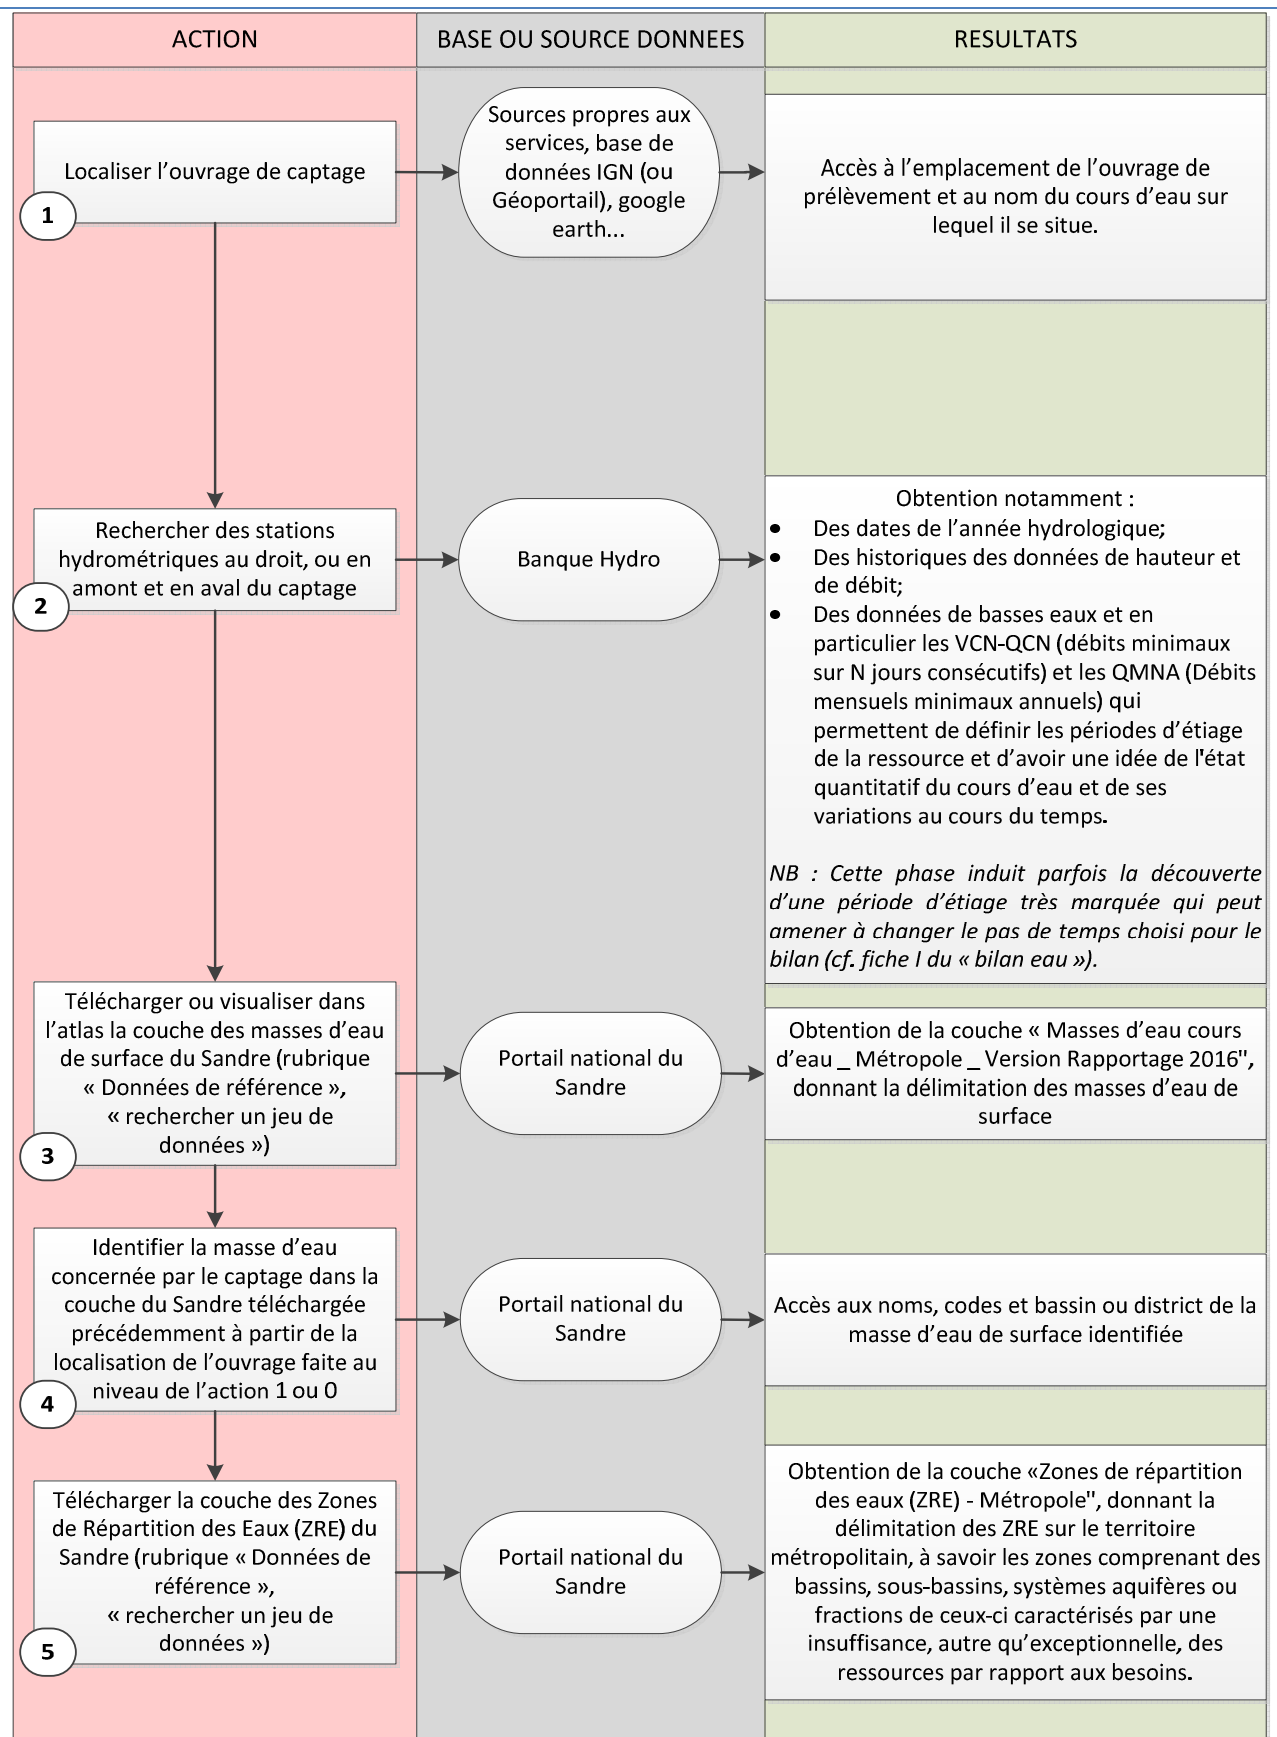 ACTION
BASE OU SOURCE DONNEES
RESULTATS
Localiser l’ouvrage de captage
1
Sources propres aux
services, base de
données IGN (ou
Géoportail), google
earth...
Accès à l’emplacement de l’ouvrage de
prélèvement et au nom du cours d’eau sur
lequel il se situe.
Rechercher des stations
hydrométriques au droit, ou en
amont et en aval du captage
2
Banque Hydro
Obtention notamment :
• Des dates de l’année hydrologique;
• Des historiques des données de hauteur et
de débit;
• Des données de basses eaux et en
particulier les VCN-QCN (débits minimaux
sur N jours consécutifs) et les QMNA (Débits
mensuels minimaux annuels) qui
permettent de définir les périodes d’étiage
de la ressource et d’avoir une idée de l'état
quantitatif du cours d’eau et de ses
variations au cours du temps.
NB : Cette phase induit parfois la découverte
d’une période d’étiage très marquée qui peut
amener à changer le pas de temps choisi pour le
bilan (cf. fiche I du « bilan eau »).
Télécharger ou visualiser dans
l’atlas la couche des masses d’eau
de surface du Sandre (rubrique
« Données de référence »,
« rechercher un jeu de
données »)
3
Portail national du
Sandre
Obtention de la couche « Masses d’eau cours
d’eau _ Métropole _ Version Rapportage 2016",
donnant la délimitation des masses d’eau de
surface
Identifier la masse d’eau
concernée par le captage dans la
couche du Sandre téléchargée
précédemment à partir de la
localisation de l’ouvrage faite au
niveau de l’action 1 ou 0
4
Portail national du
Sandre
Accès aux noms, codes et bassin ou district de la
masse d’eau de surface identifiée
Télécharger la couche des Zones
de Répartition des Eaux (ZRE) du
Sandre (rubrique « Données de
référence »,
« rechercher un jeu de
données »)
5
Portail national du
Sandre
Obtention de la couche «Zones de répartition
des eaux (ZRE) - Métropole", donnant la
délimitation des ZRE sur le territoire
métropolitain, à savoir les zones comprenant des
bassins, sous-bassins, systèmes aquifères ou
fractions de ceux-ci caractérisés par une
insuffisance, autre qu’exceptionnelle, des
ressources par rapport aux besoins.